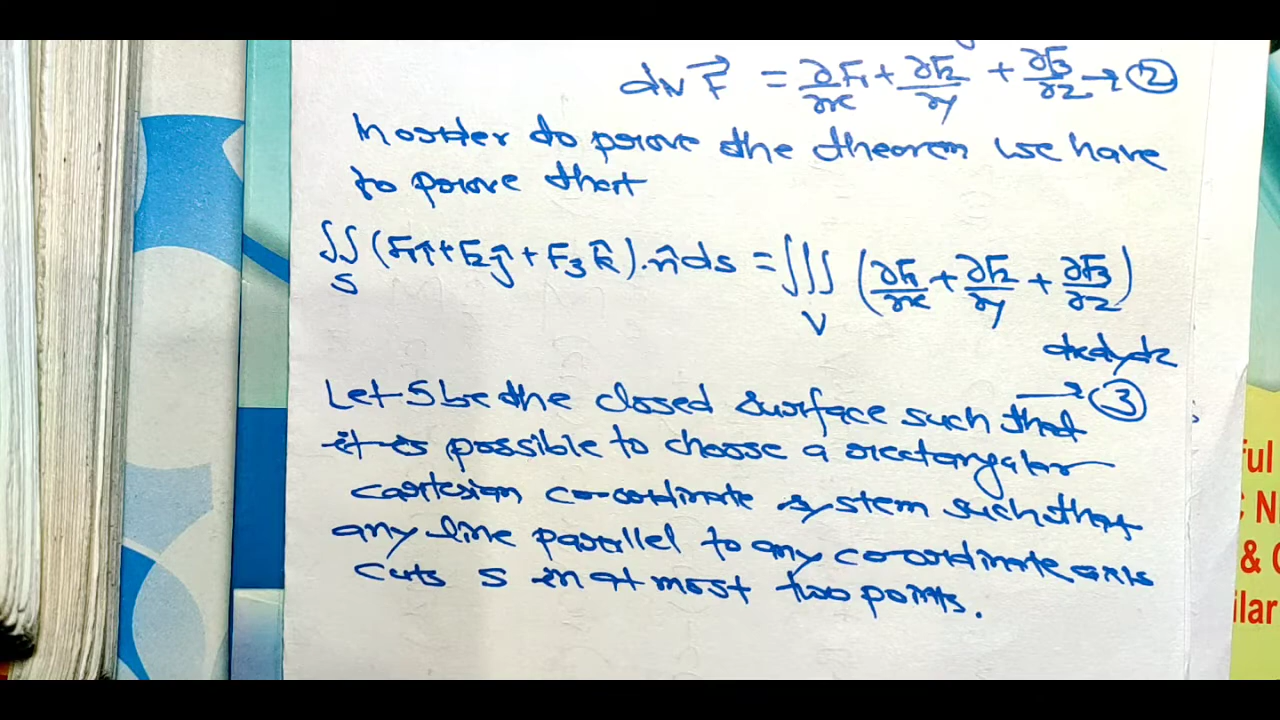 div F⃗ = ∂F1/∂x + ∂F2/∂y + ∂F3/∂z → ②
In order to prove the theorem we have
to prove that
∬S (F1î + F2ĵ + F3k̂).n̂ ds = ∭V (∂F1/∂x + ∂F2/∂y + ∂F3/∂z)
dxdydz
→ ③
Let S be the closed surface such that
it is possible to choose a rectangular
cartesian co-ordinate system such that
any line parallel to any co-ordinate axis
cuts S in at most two points.
ful
C N
& C
ilar